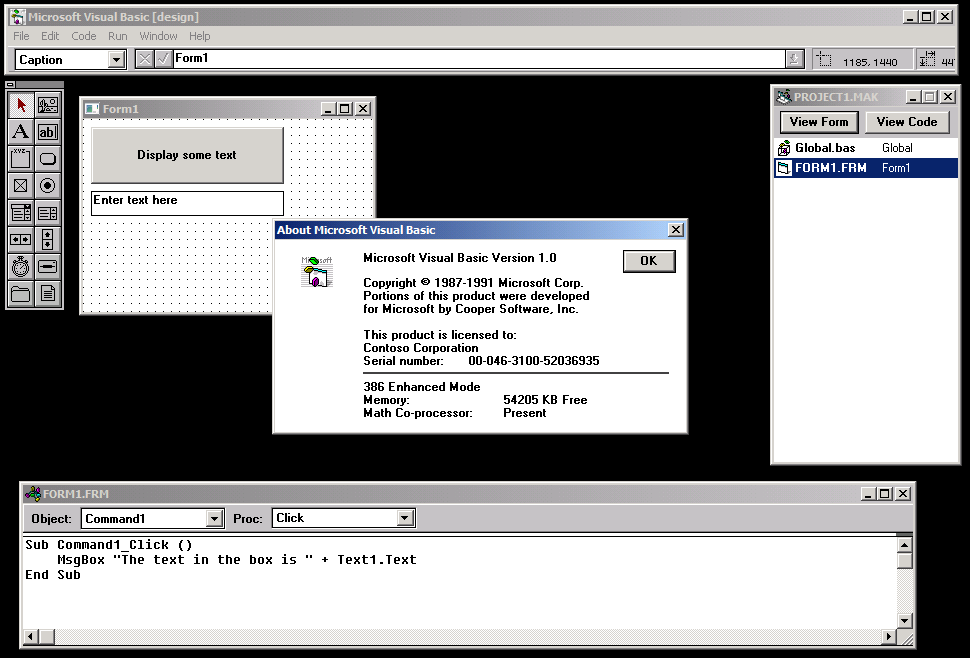 Microsoft Visual Basic [design]
File Edit Code Run Window Help
Caption Form1 1185, 1440 44
Form1
Display some text
Enter text here
A ab
xyz
PROJECT1.MAK
View Form View Code
Global.bas Global
FORM1.FRM Form1
About Microsoft Visual Basic
Microsoft
Microsoft Visual Basic Version 1.0
OK
Copyright © 1987-1991 Microsoft Corp.
Portions of this product were developed
for Microsoft by Cooper Software, Inc.
This product is licensed to:
Contoso Corporation
Serial number: 00-046-3100-52036935
386 Enhanced Mode
Memory: 54205 KB Free
Math Co-processor: Present
FORM1.FRM
Object: Command1 Proc: Click
Sub Command1_Click ()
MsgBox "The text in the box is " + Text1.Text
End Sub